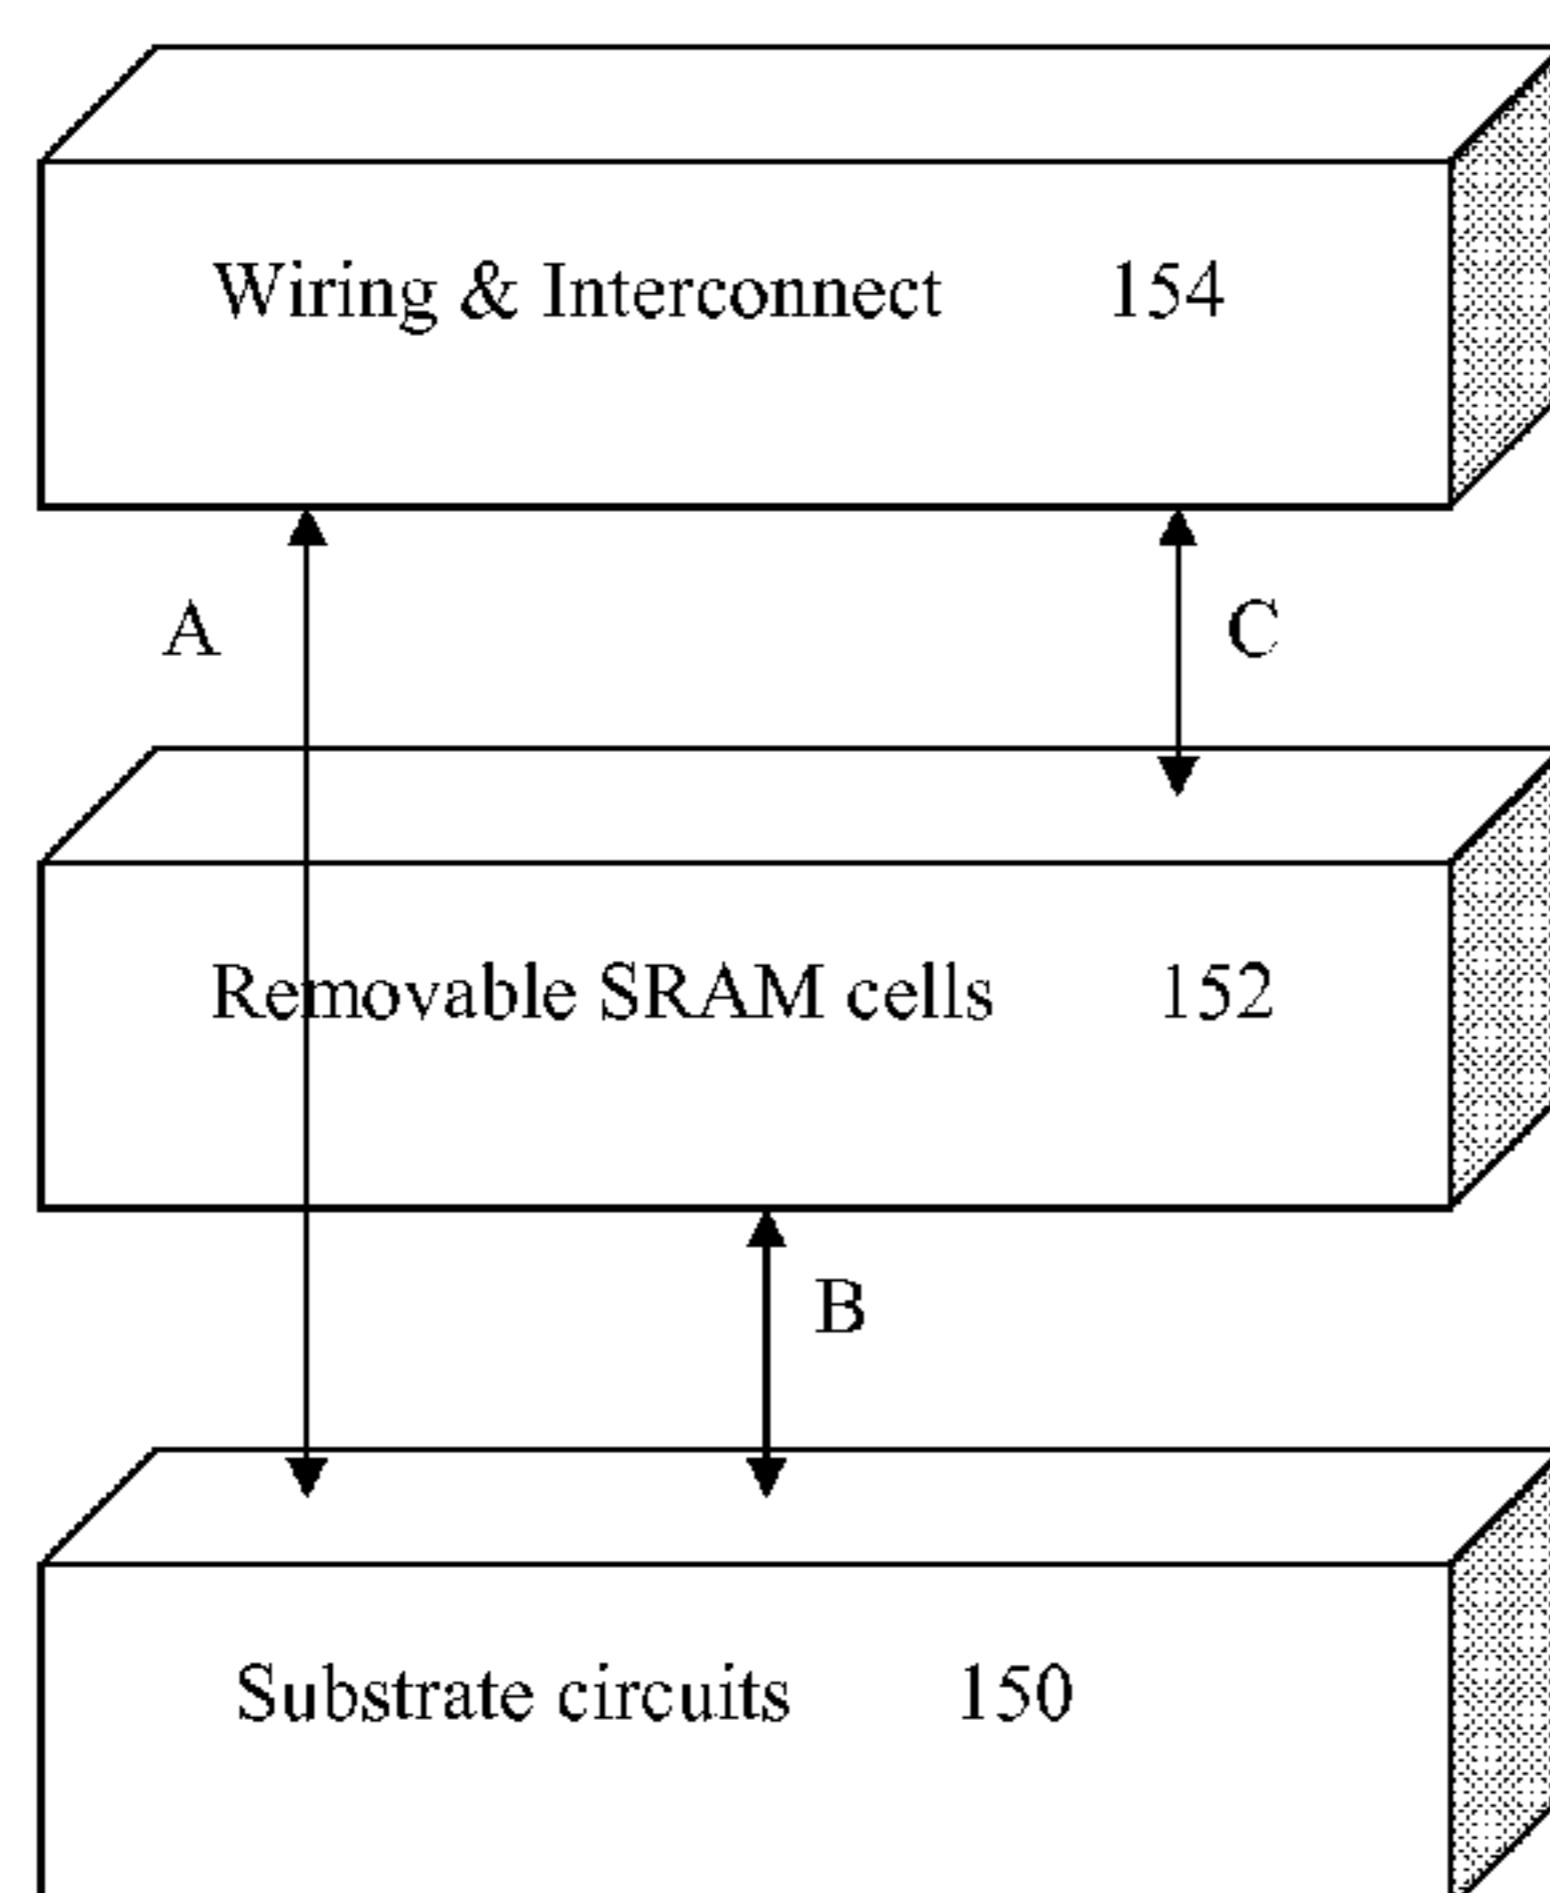 Wiring & Interconnect 154
A C
Removable SRAM cells 152
B
Substrate circuits 150